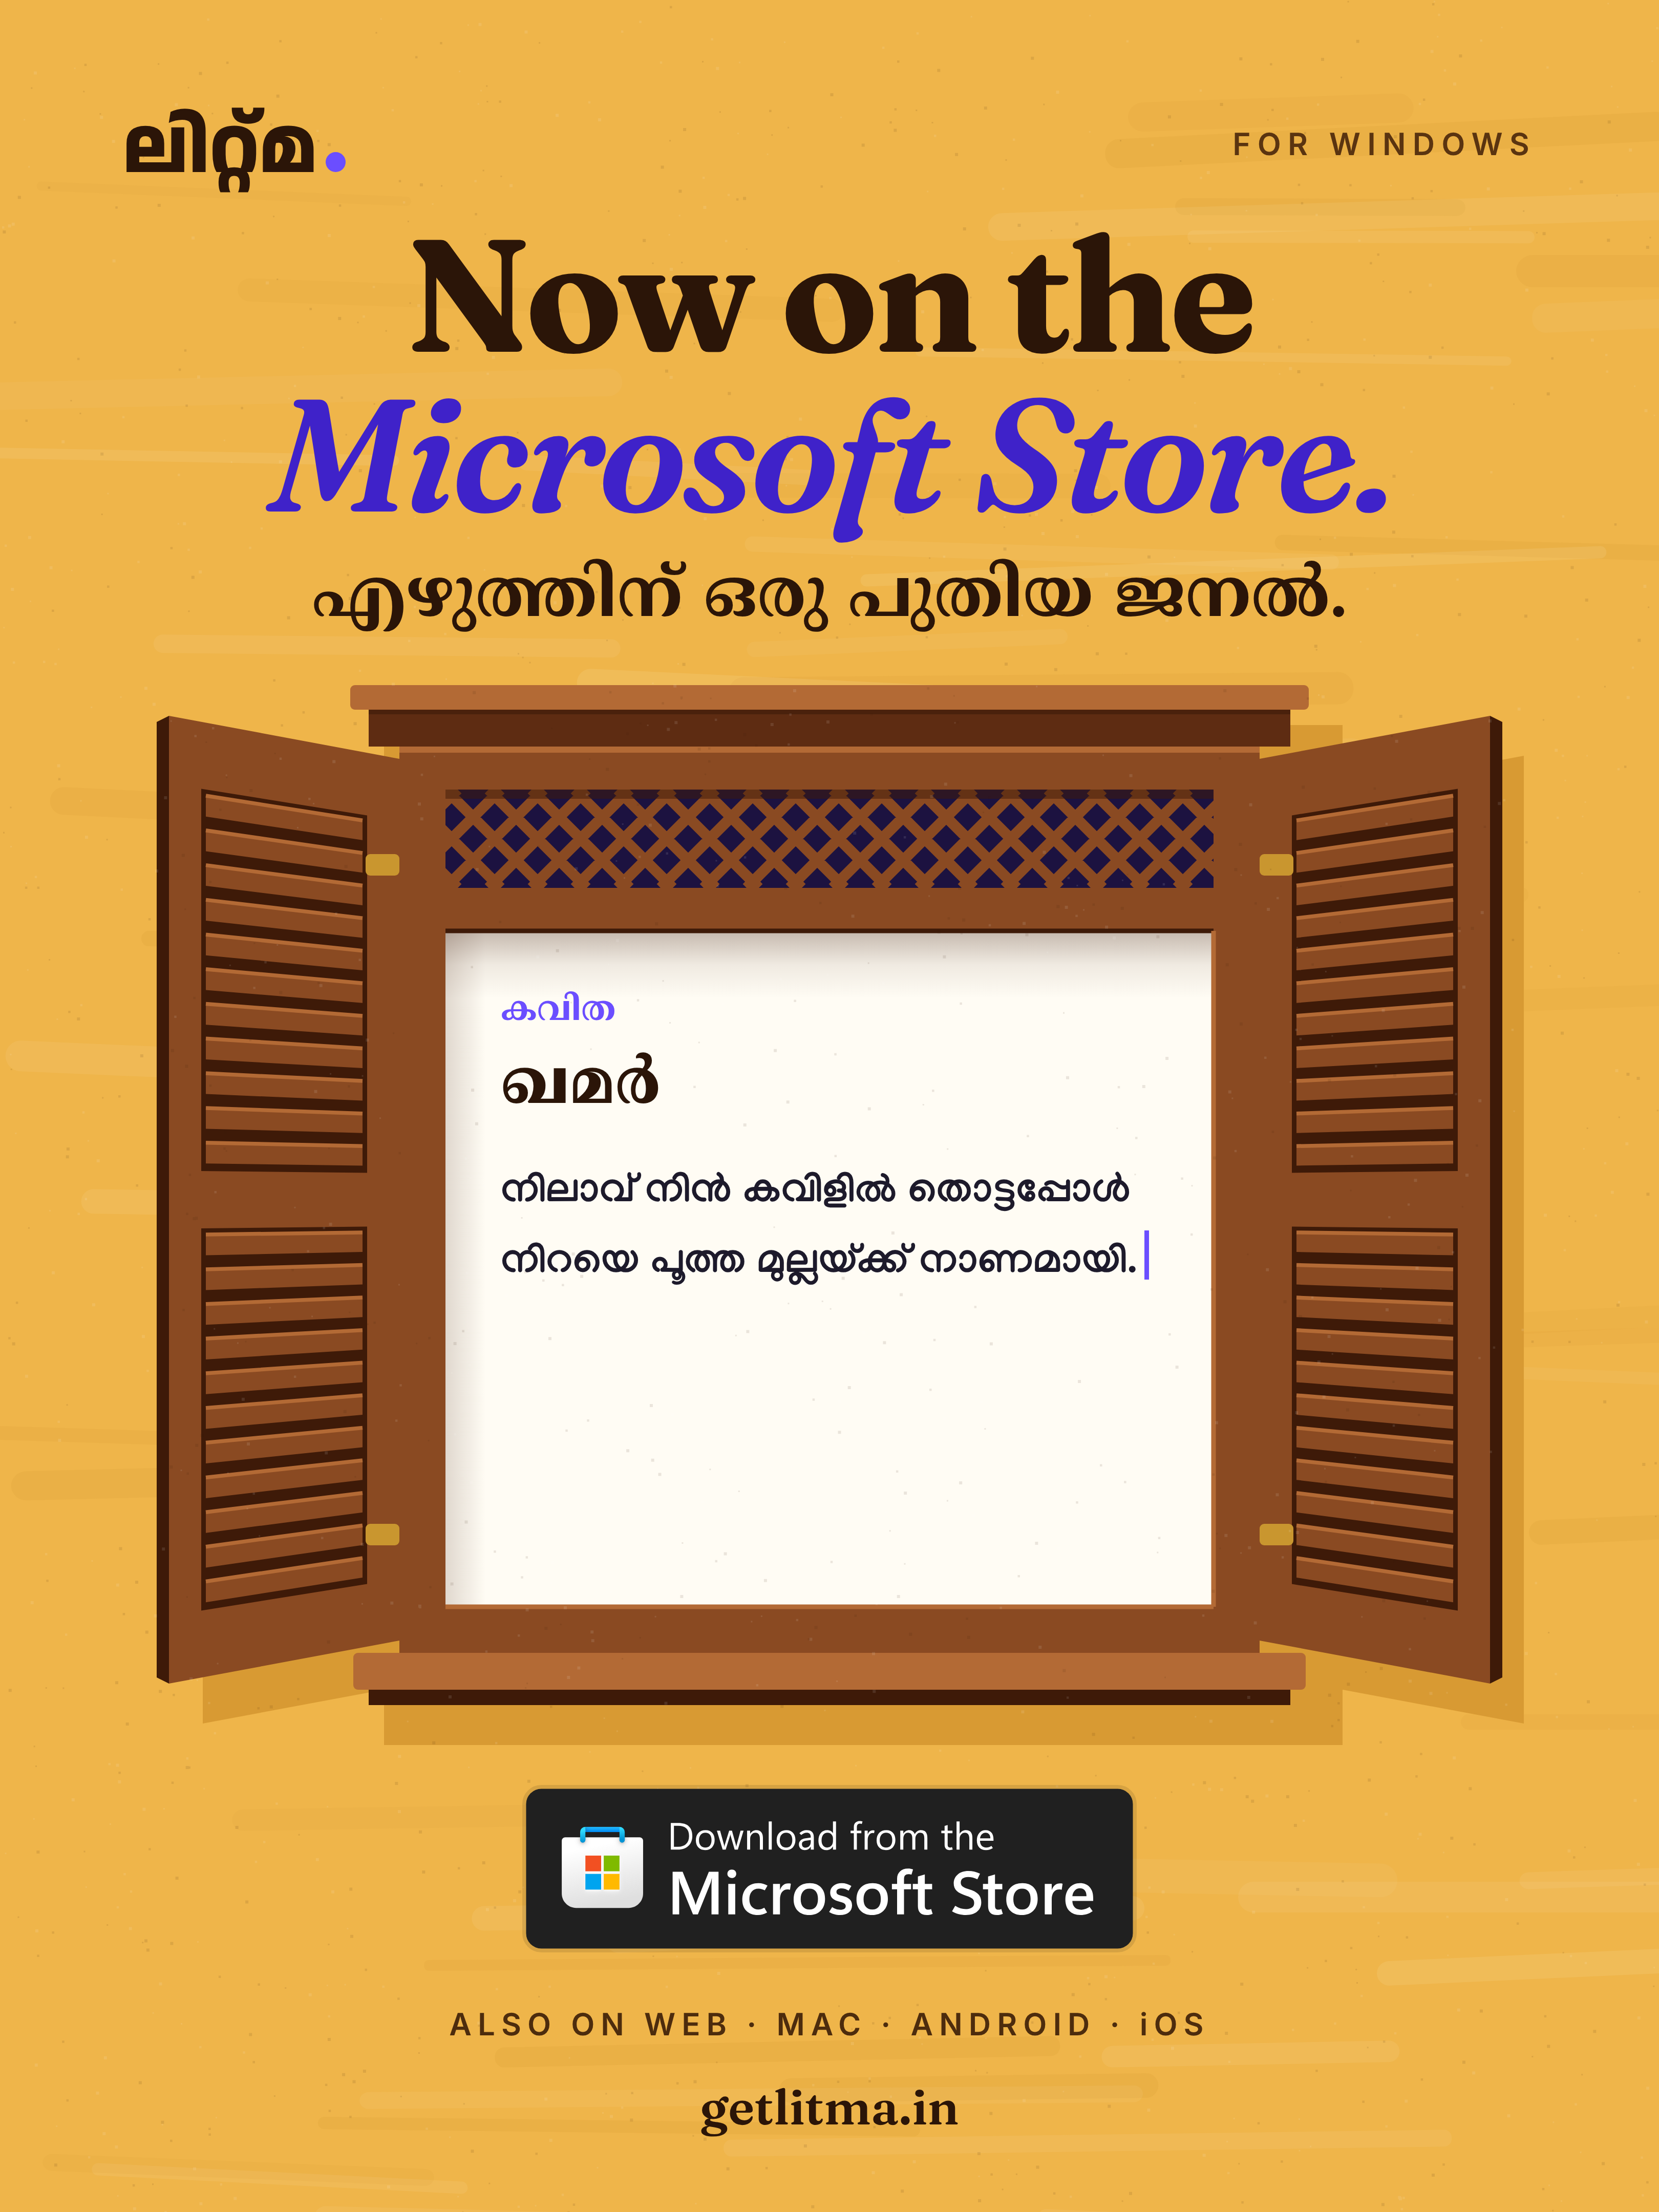 ലിറ്റ്മ.
FOR WINDOWS
Now on the
Microsoft Store.
എഴുത്തിന് ഒരു പുതിയ ജനൽ.
കവിത
ഖമർ
നിലാവ് നിൻ കവിളിൽ തൊട്ടപ്പോൾ
നിറയെ പൂത്ത മുല്ലയ്ക്ക് നാണമായി.
Download from the
Microsoft Store
ALSO ON WEB · MAC · ANDROID · iOS
getlitma.in